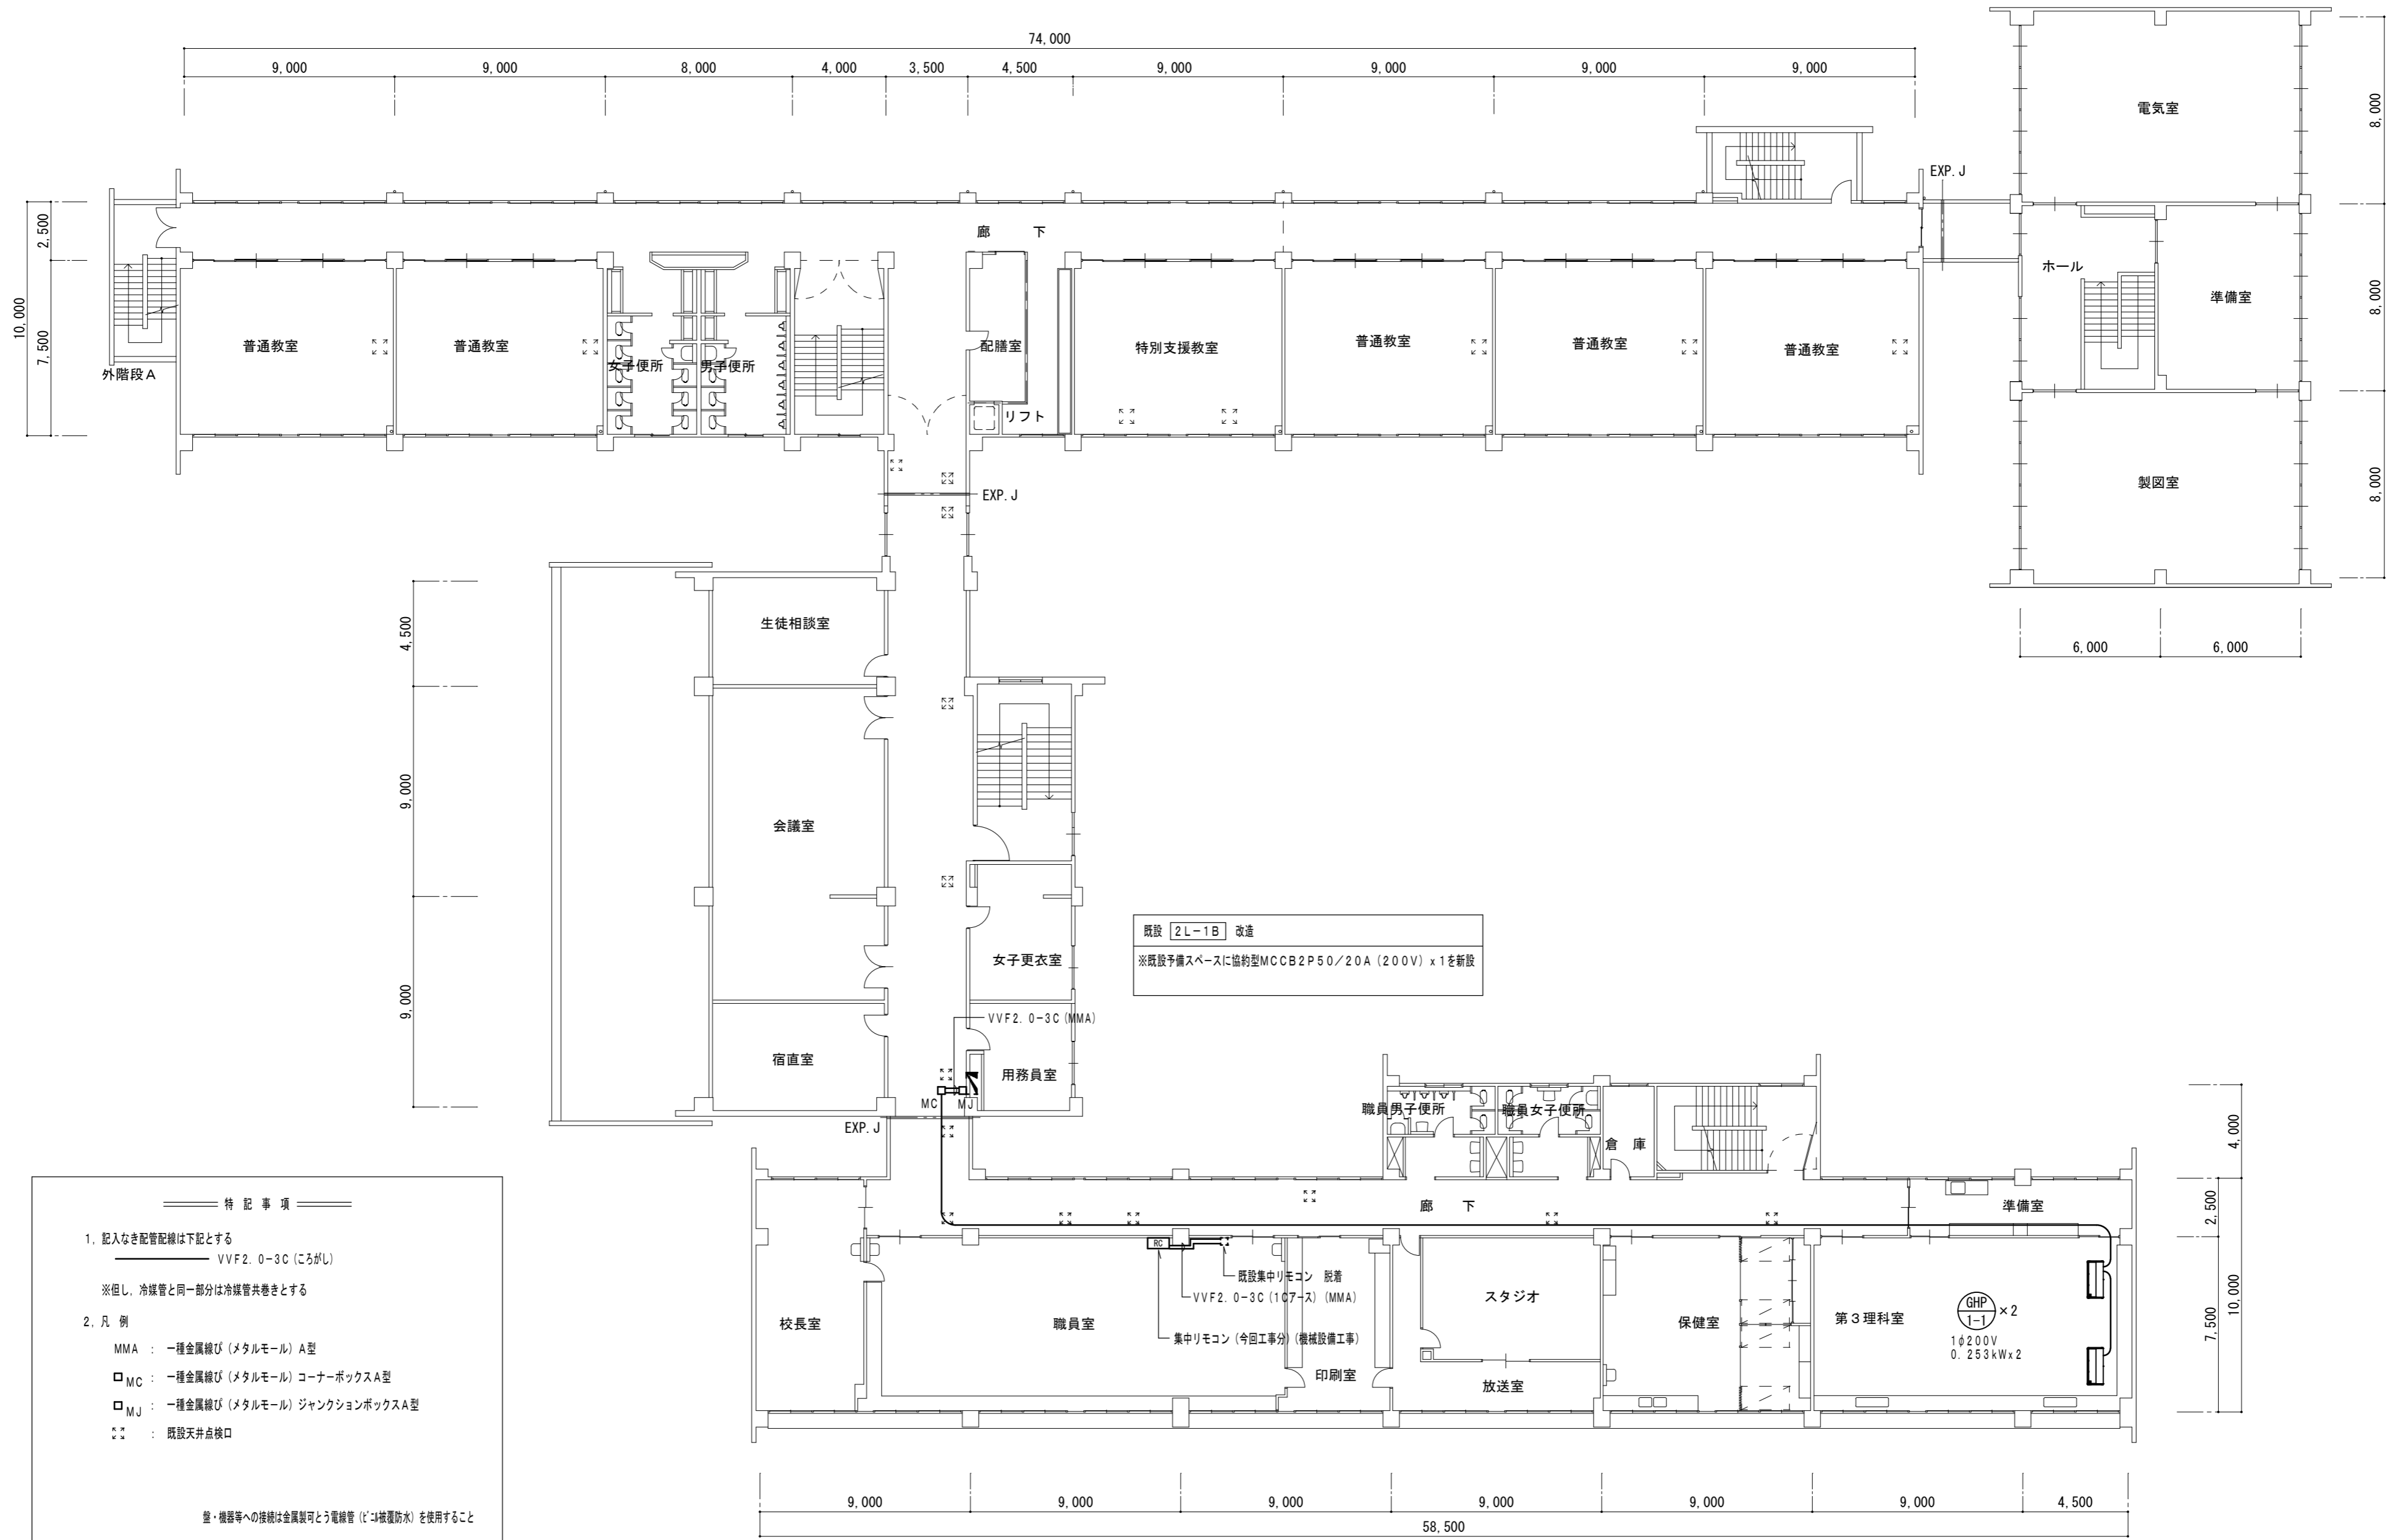 74,000
9,000 9,000 8,000 4,000 3,500 4,500 9,000 9,000 9,000 9,000
電気室
8,000
EXP.J
2,500
廊 下
ホール
準備室
8,000
10,000
7,500
普通教室
普通教室
女子便所
男子便所
配膳室
特別支援教室
普通教室
普通教室
普通教室
外階段A
リフト
製図室
8,000
EXP.J
6,000 6,000
4,500
生徒相談室
9,000
会議室
既設 2L-1B 改造
※既設予備スペースに協約型MCCB2P50/20A(200V)x1を新設
女子更衣室
9,000
VVF2.0-3C(MMA)
宿直室
用務員室
MC MJ
EXP.J
職員男子便所
職員女子便所
倉 庫
4,000
廊 下
準備室
2,500
10,000
7,500
RC
既設集中リモコン 脱着
VVF2.0-3C(1Cアース)(MMA)
集中リモコン(今回工事分)(機械設備工事)
校長室
職員室
印刷室
スタジオ
放送室
保健室
第3理科室
GHP
1-1
×2
1φ200V
0.253kWx2
9,000 9,000 9,000 9,000 9,000 9,000 4,500
58,500
特 記 事 項
1,記入なき配管配線は下記とする
VVF2.0-3C(ころがし)
※但し、冷媒管と同一部分は冷媒管共巻きとする
2,凡 例
MMA : 一種金属線ぴ(メタルモール)A型
MC : 一種金属線ぴ(メタルモール)コーナーボックスA型
MJ : 一種金属線ぴ(メタルモール)ジャンクションボックスA型
: 既設天井点検口
盤・機器等への接続は金属製可とう電線管(ビニル被覆防水)を使用すること